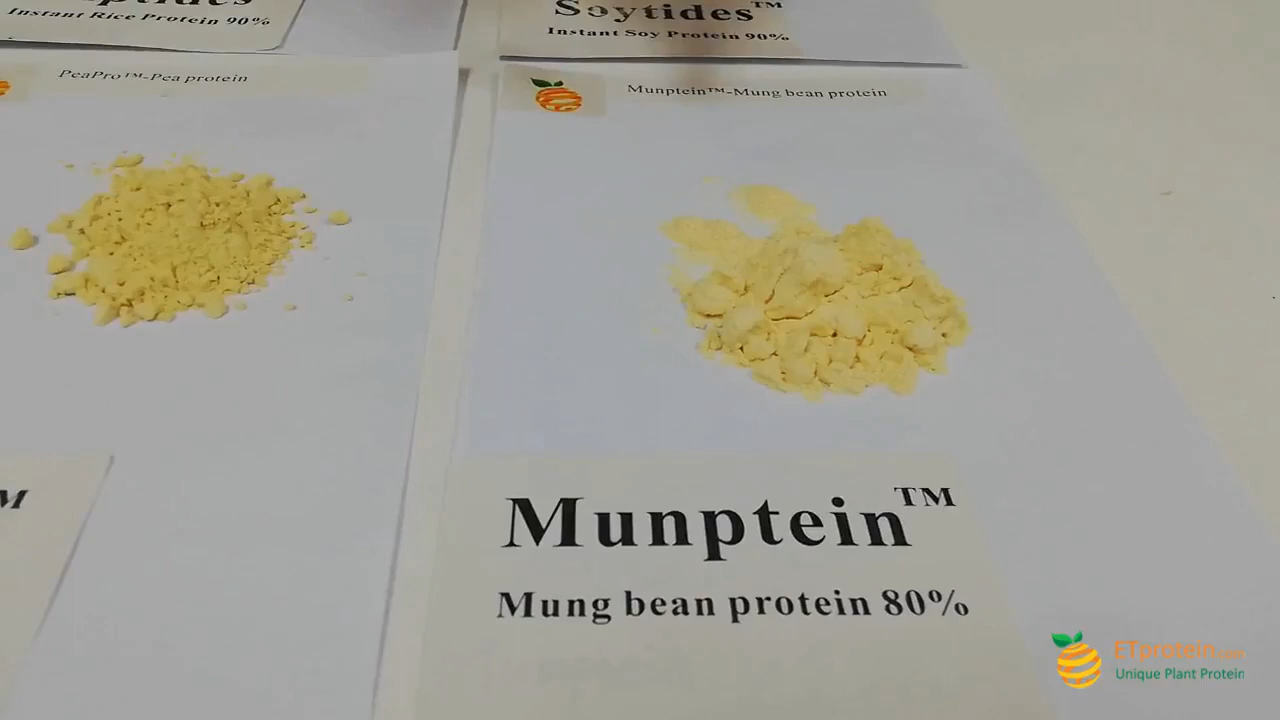 Instant Rice Protein 90%
Soytides™
Instant Soy Protein 90%
PeaPro™-Pea protein
Munptein™-Mung bean protein
Munptein™
Mung bean protein 80%
ETprotein.com
Unique Plant Protein